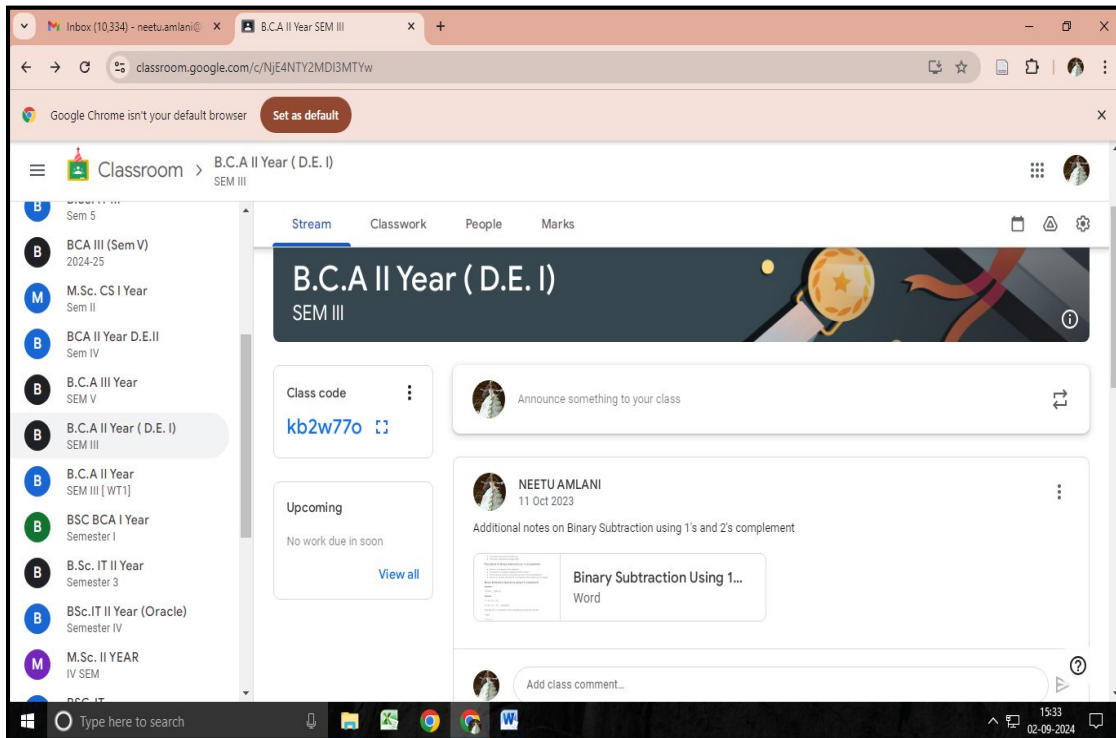 Inbox (10,334) - neetu.amlani@
B.C.A II Year SEM III
classroom.google.com/c/NjE4NTY2MDI3MTYw
Google Chrome isn't your default browser
Set as default
Classroom > B.C.A II Year ( D.E. I)
SEM III
Sem 5
BCA III (Sem V)
2024-25
M.Sc. CS I Year
Sem II
BCA II Year D.E.II
Sem IV
B.C.A III Year
SEM V
B.C.A II Year ( D.E. I)
SEM III
B.C.A II Year
SEM III [ WT1]
BSC BCA I Year
Semester I
B.Sc. IT II Year
Semester 3
BSc.IT II Year (Oracle)
Semester IV
M.Sc. II YEAR
IV SEM
Stream Classwork People Marks
B.C.A II Year ( D.E. I)
SEM III
Class code
kb2w77o
Upcoming
No work due in soon
View all
Announce something to your class
NEETU AMLANI
11 Oct 2023
Additional notes on Binary Subtraction using 1's and 2's complement
Binary Subtraction Using 1...
Word
Add class comment...
Type here to search
15:33
02-09-2024